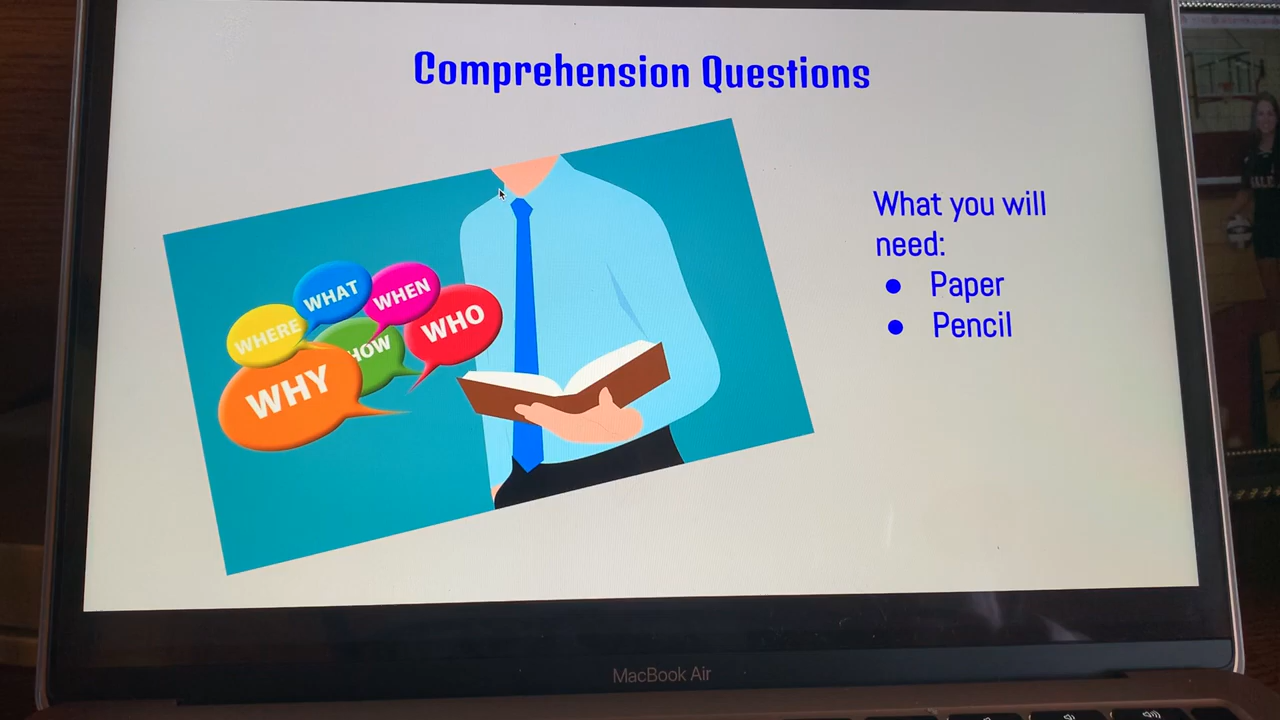 Comprehension Questions
What you will
need:
● Paper
● Pencil
WHERE
WHAT
WHEN
WHO
HOW
WHY
MacBook Air